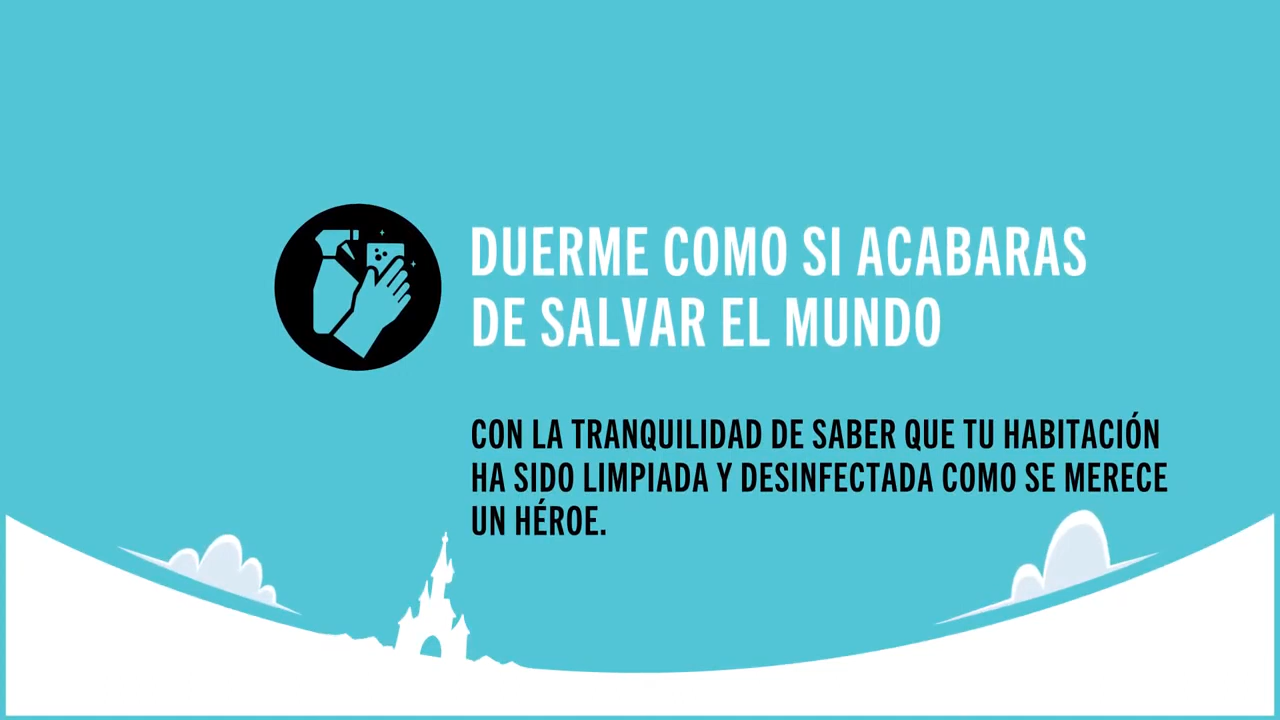 DUERME COMO SI ACABARAS
DE SALVAR EL MUNDO
CON LA TRANQUILIDAD DE SABER QUE TU HABITACIÓN
HA SIDO LIMPIADA Y DESINFECTADA COMO SE MERECE
UN HÉROE.